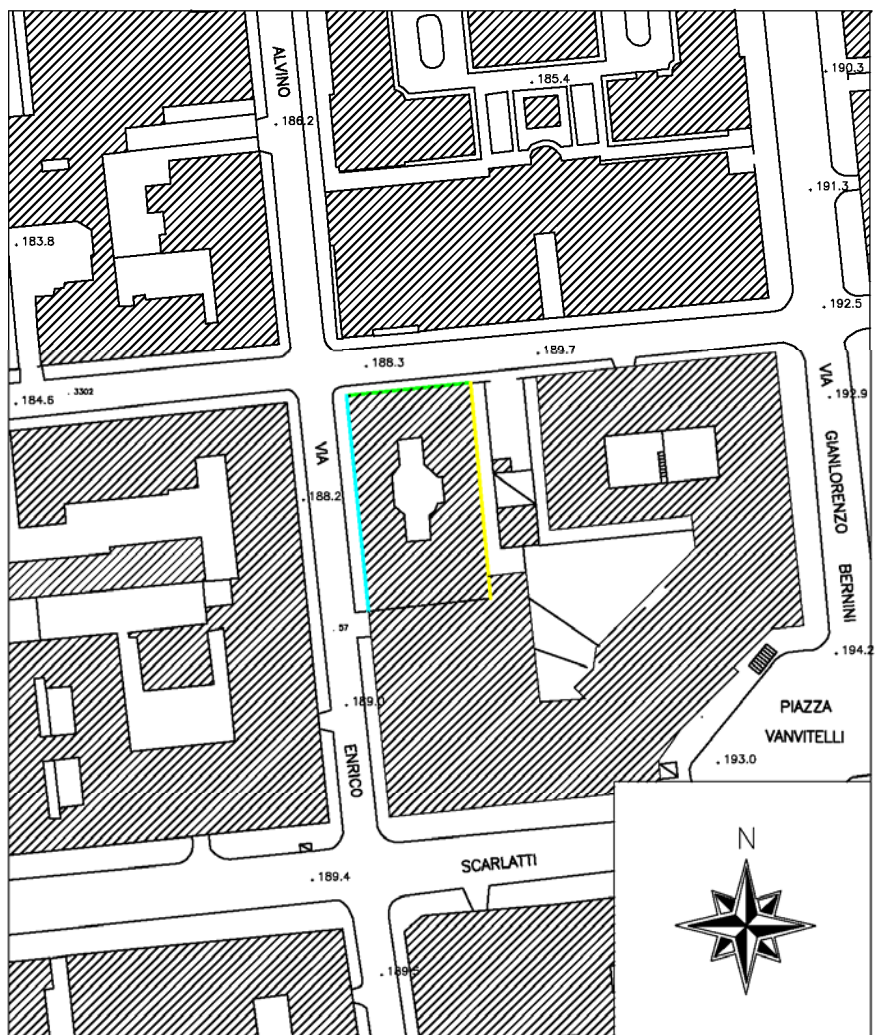 ALVINO
.190.3
.185.4
.186.2
.191.3
.183.8
.192.5
.189.7
.188.3
.3302
.184.6
VIA
.192.9
GIANLORENZO
BERNINI
VIA
.188.2
.57
.194.2
.189.1
PIAZZA
VANVITELLI
ENRICO
.193.0
N
SCARLATTI
.189.4
.189.5